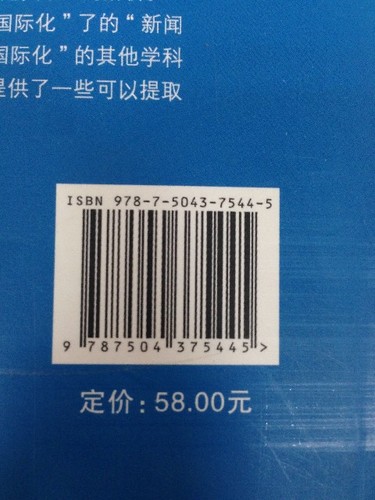 国际化”了的“新闻
国际化”的其他学科
是供了一些可以提取
ISBN 978-7-5043-7544-5
9 787504 375445 >
定价：58.00元